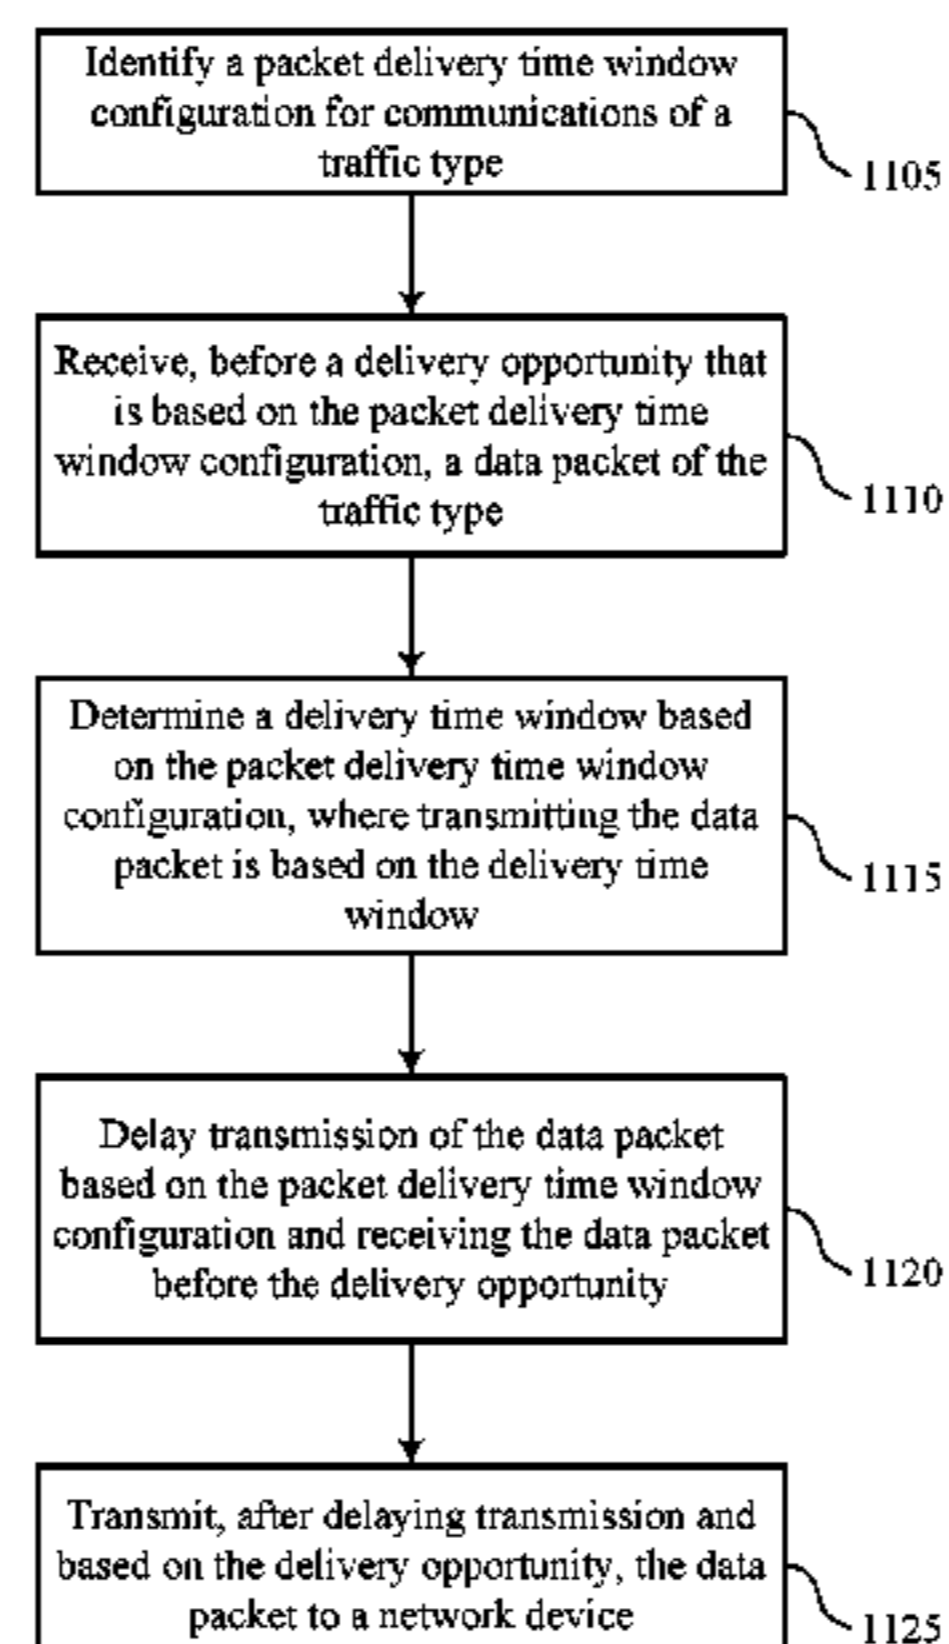 Identify a packet delivery time window
configuration for communications of a
traffic type
1105
Receive, before a delivery opportunity that
is based on the packet delivery time
window configuration, a data packet of the
traffic type
1110
Determine a delivery time window based
on the packet delivery time window
configuration, where transmitting the data
packet is based on the delivery time
window
1115
Delay transmission of the data packet
based on the packet delivery time window
configuration and receiving the data packet
before the delivery opportunity
1120
Transmit, after delaying transmission and
based on the delivery opportunity, the data
packet to a network device
1125